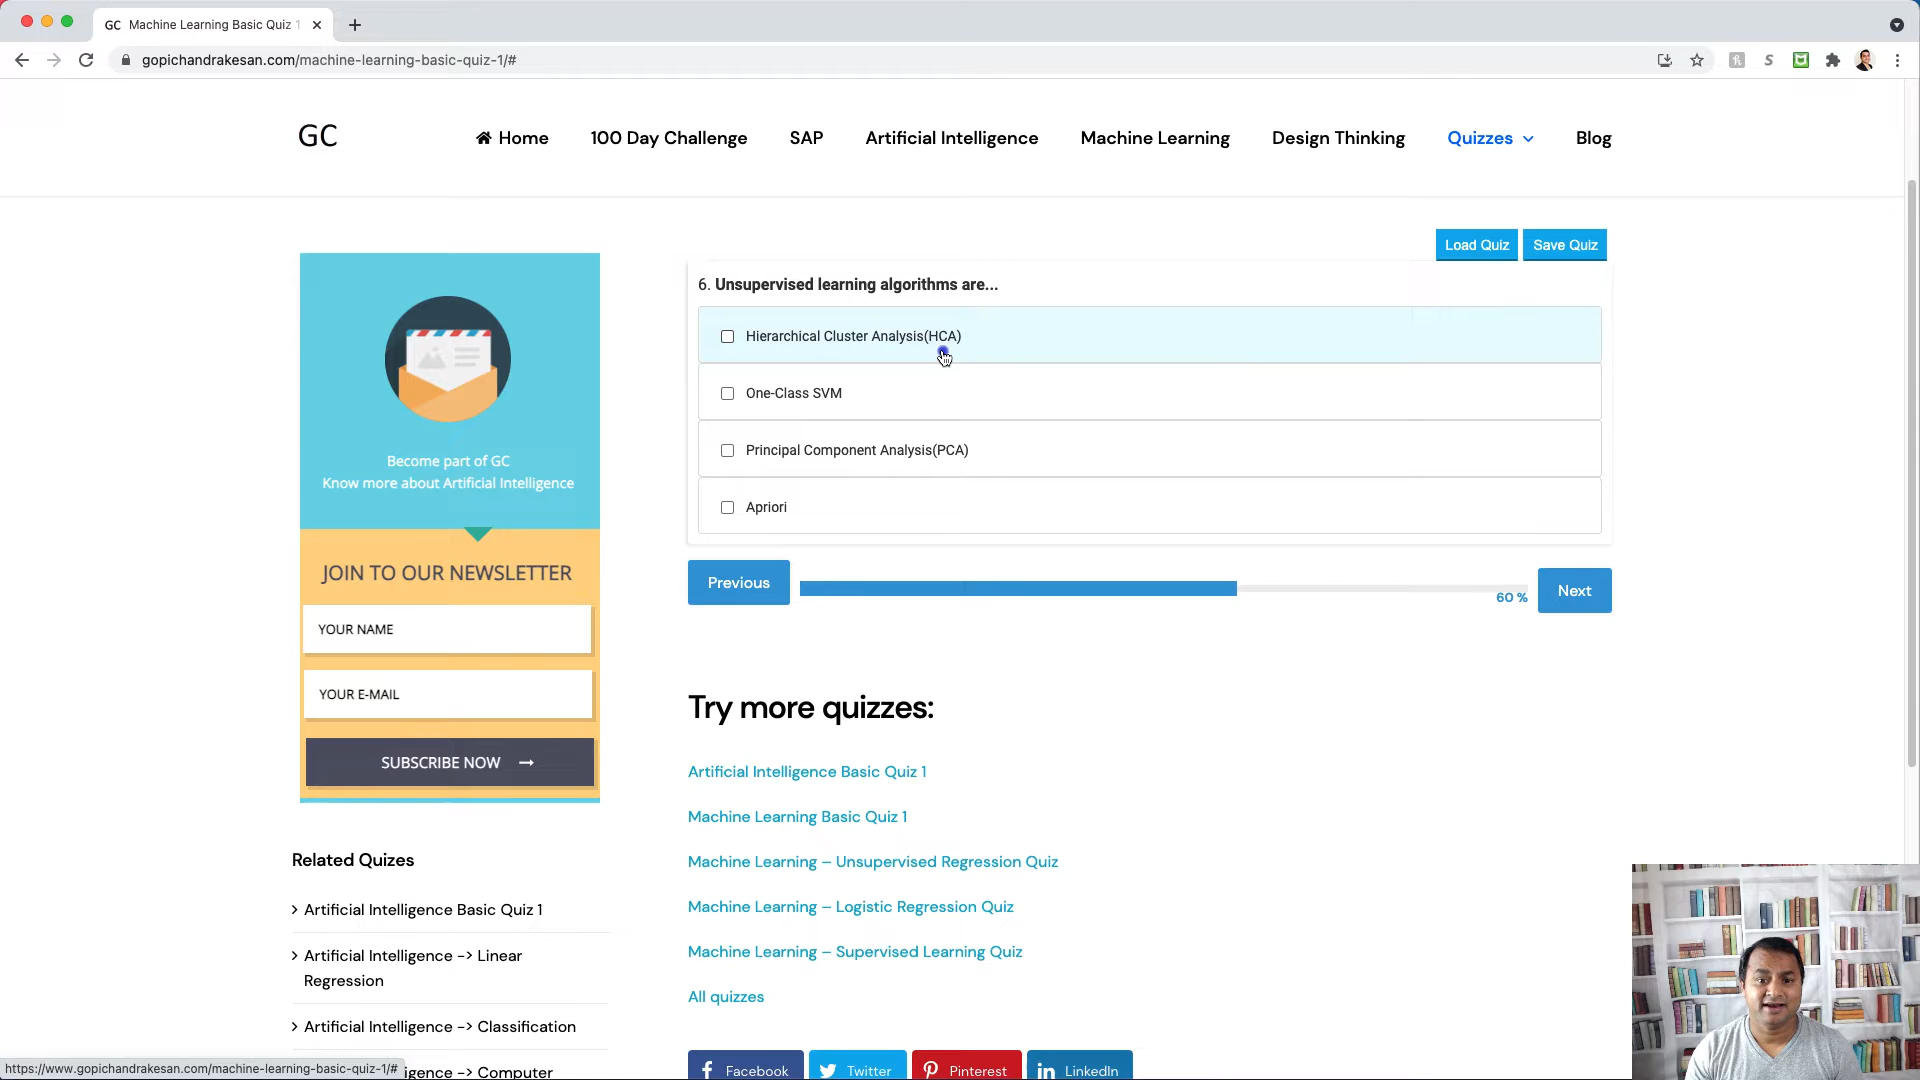 GC Machine Learning Basic Quiz 1
gopichandrakesan.com/machine-learning-basic-quiz-1/#
GC
Home
100 Day Challenge
SAP
Artificial Intelligence
Machine Learning
Design Thinking
Quizzes
Blog
Load Quiz
Save Quiz
6. Unsupervised learning algorithms are...
Hierarchical Cluster Analysis(HCA)
One-Class SVM
Principal Component Analysis(PCA)
Apriori
Previous
60 %
Next
Become part of GC
Know more about Artificial Intelligence
JOIN TO OUR NEWSLETTER
YOUR NAME
YOUR E-MAIL
SUBSCRIBE NOW
Try more quizzes:
Artificial Intelligence Basic Quiz 1
Machine Learning Basic Quiz 1
Machine Learning – Unsupervised Regression Quiz
Machine Learning – Logistic Regression Quiz
Machine Learning – Supervised Learning Quiz
All quizzes
Related Quizes
Artificial Intelligence Basic Quiz 1
Artificial Intelligence -> Linear
Regression
Artificial Intelligence -> Classification
igence -> Computer
Facebook
Twitter
Pinterest
LinkedIn
https://www.gopichandrakesan.com/machine-learning-basic-quiz-1/#